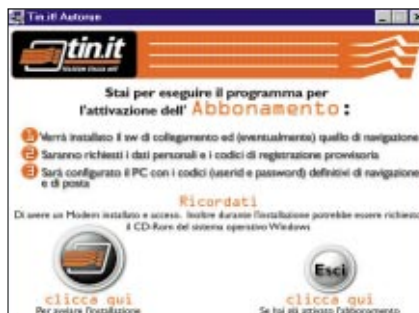 Tin.it! Autorun
tin.it
Stai per eseguire il programma per
l'attivazione dell' Abbonamento:
1 Verrà installato il sw di collegamento ed (eventualmente) quello di navigazione
2 Saranno richiesti i dati personali e i codici di registrazione provvisoria
3 Sarà configurato il PC con i codici (userid e password) definitivi di navigazione
e di posta
Ricordati
Di avere un Modem installato e acceso. Inoltre durante l'installazione potrebbe essere richiesto
il CD-Rom del sistema operativo Windows
Esci
clicca qui
Per avviare l'installazione
clicca qui
Se hai già attivato l'abbonamento